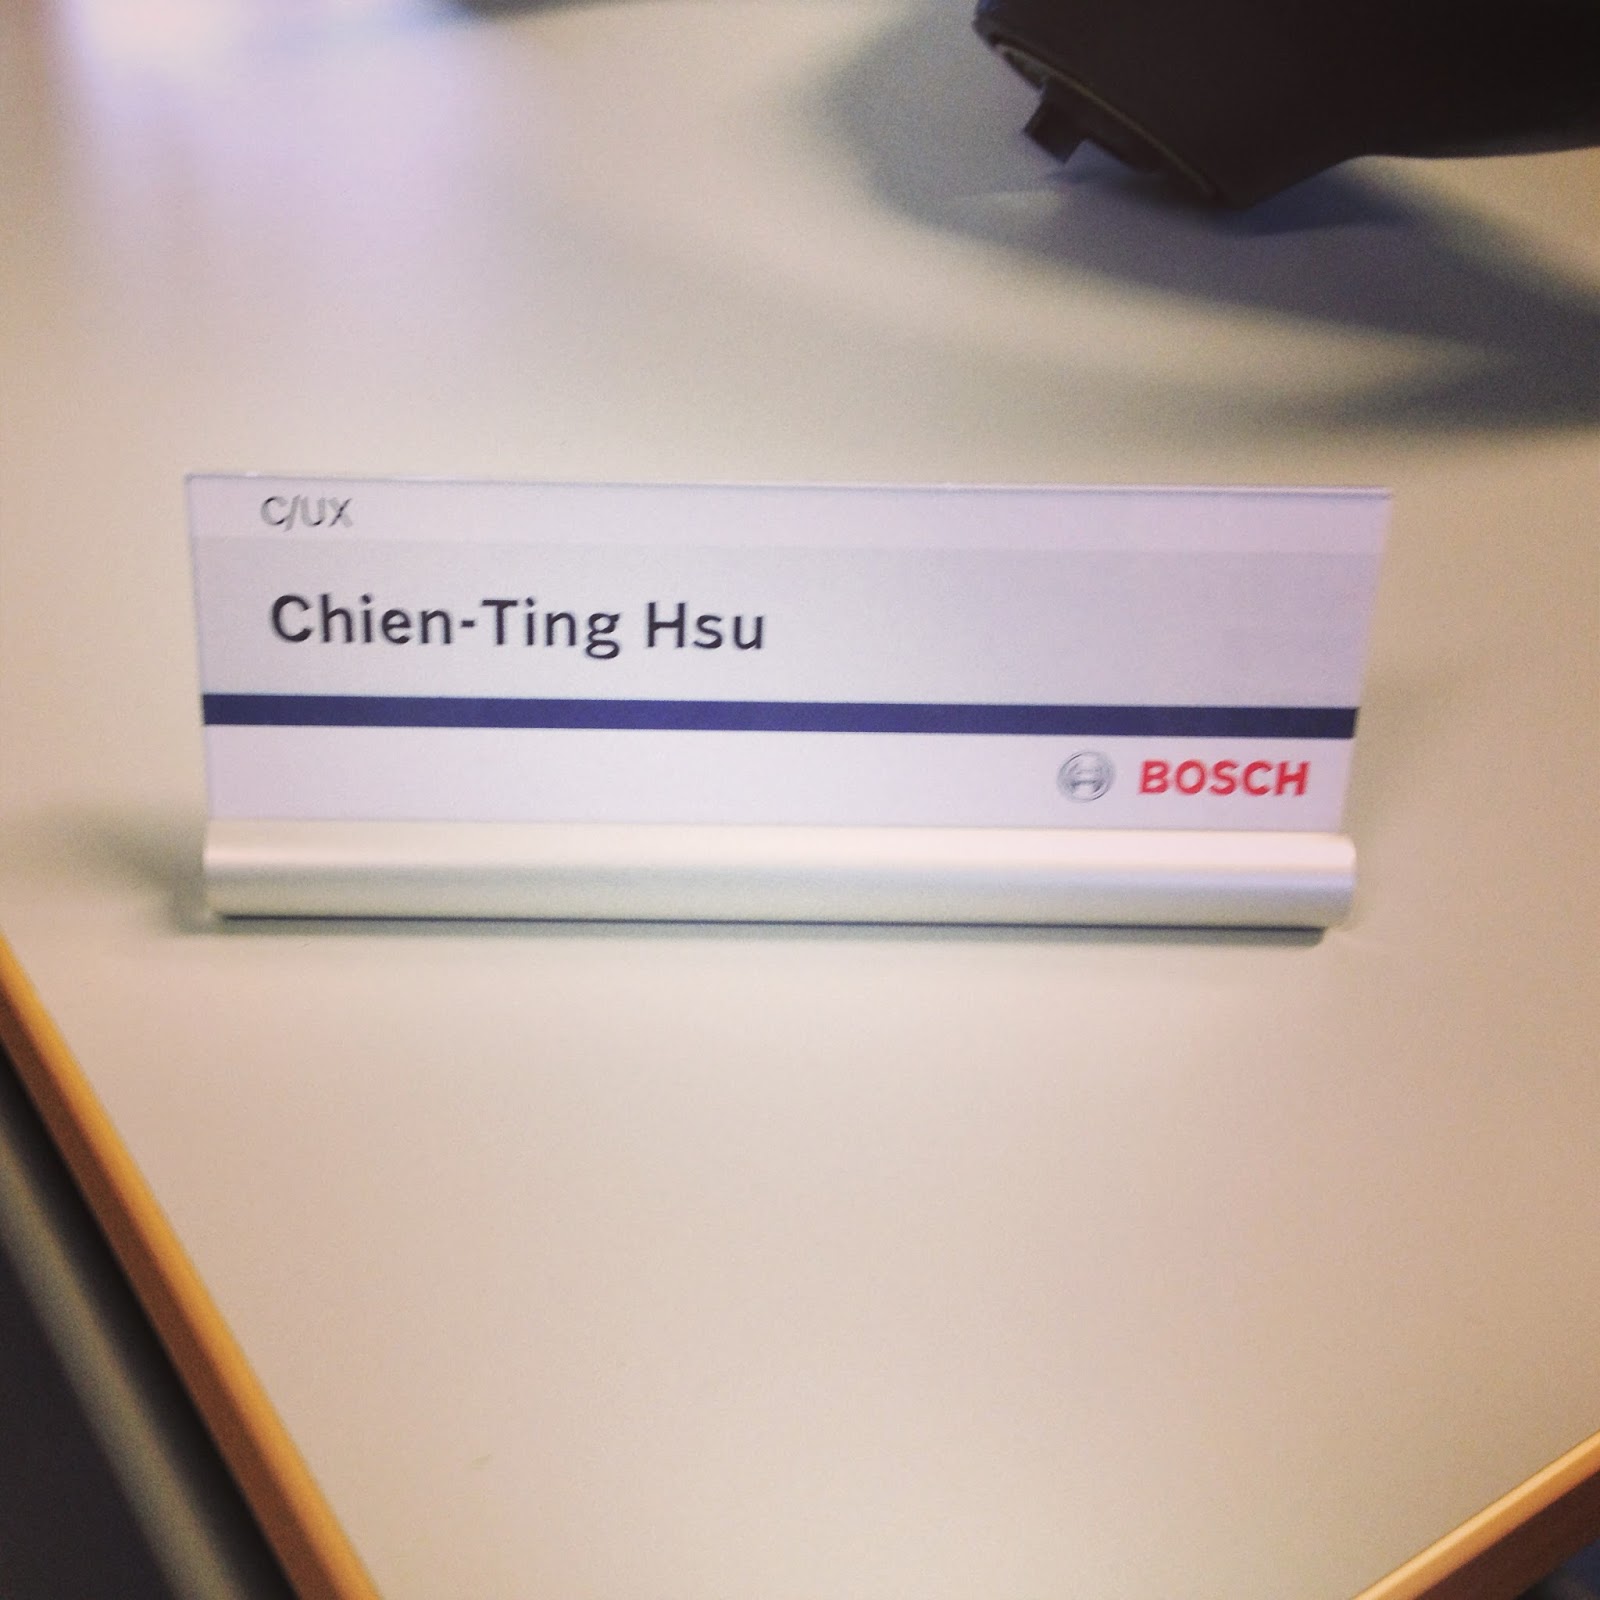 C/UX
Chien-Ting Hsu
BOSCH